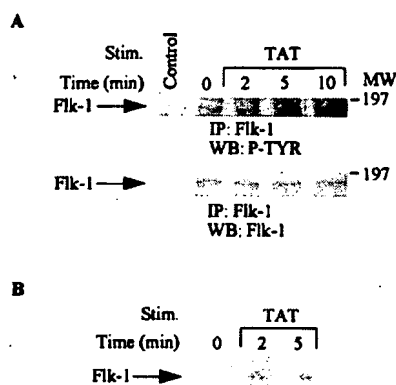 A
Stim. Control TAT
Time (min) 0 2 5 10 MW
Flk-1 197
IP: Flk-1
WB: P-TYR
197
Flk-1
IP: Flk-1
WB: Flk-1
B
Stim. TAT
Time (min) 0 2 5
Flk-1